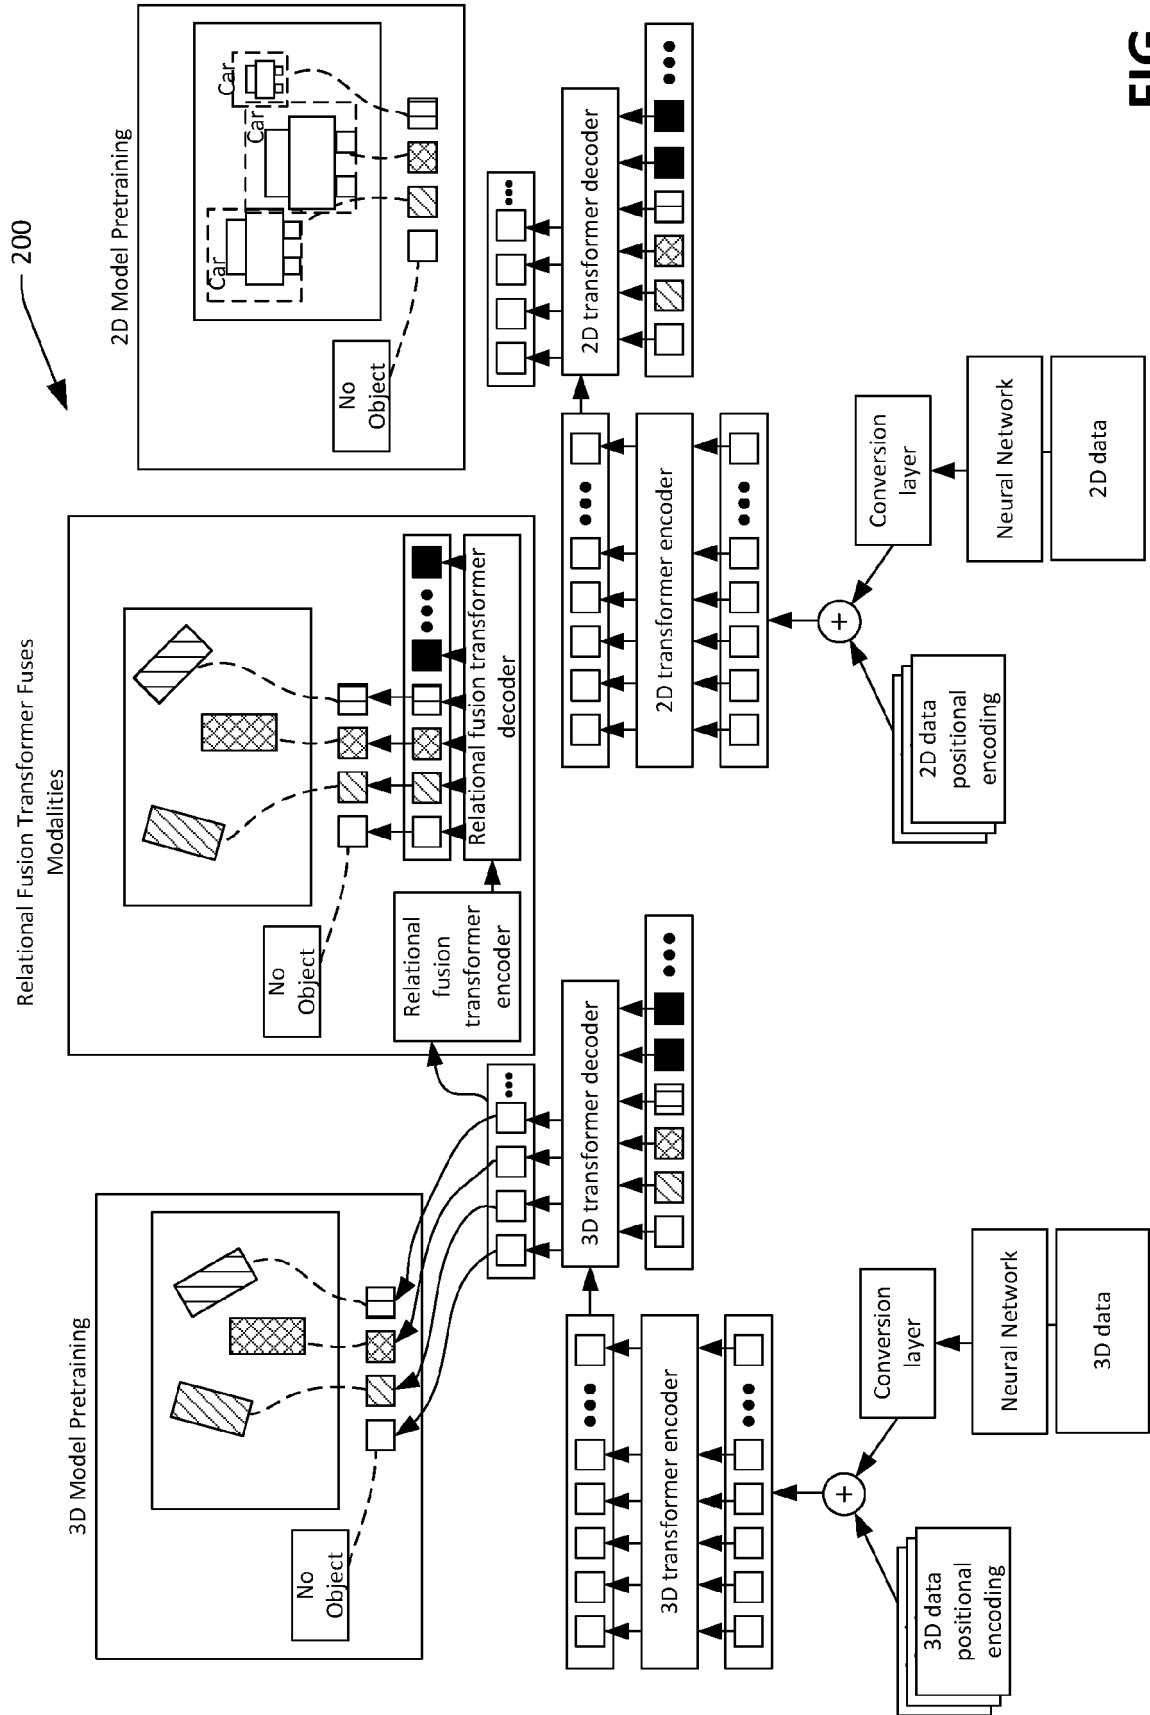 200
3D Model Pretraining
No
Object
Relational Fusion Transformer Fuses
Modalities
No
Object
2D Model Pretraining
Car
Car
Car
No
Object
Relational
fusion
transformer
encoder
Relational fusion transformer
decoder
3D transformer encoder
3D transformer decoder
2D transformer encoder
2D transformer decoder
3D data
positional
encoding
+
Conversion
layer
Neural Network
3D data
2D data
positional
encoding
+
Conversion
layer
Neural Network
2D data
FIG